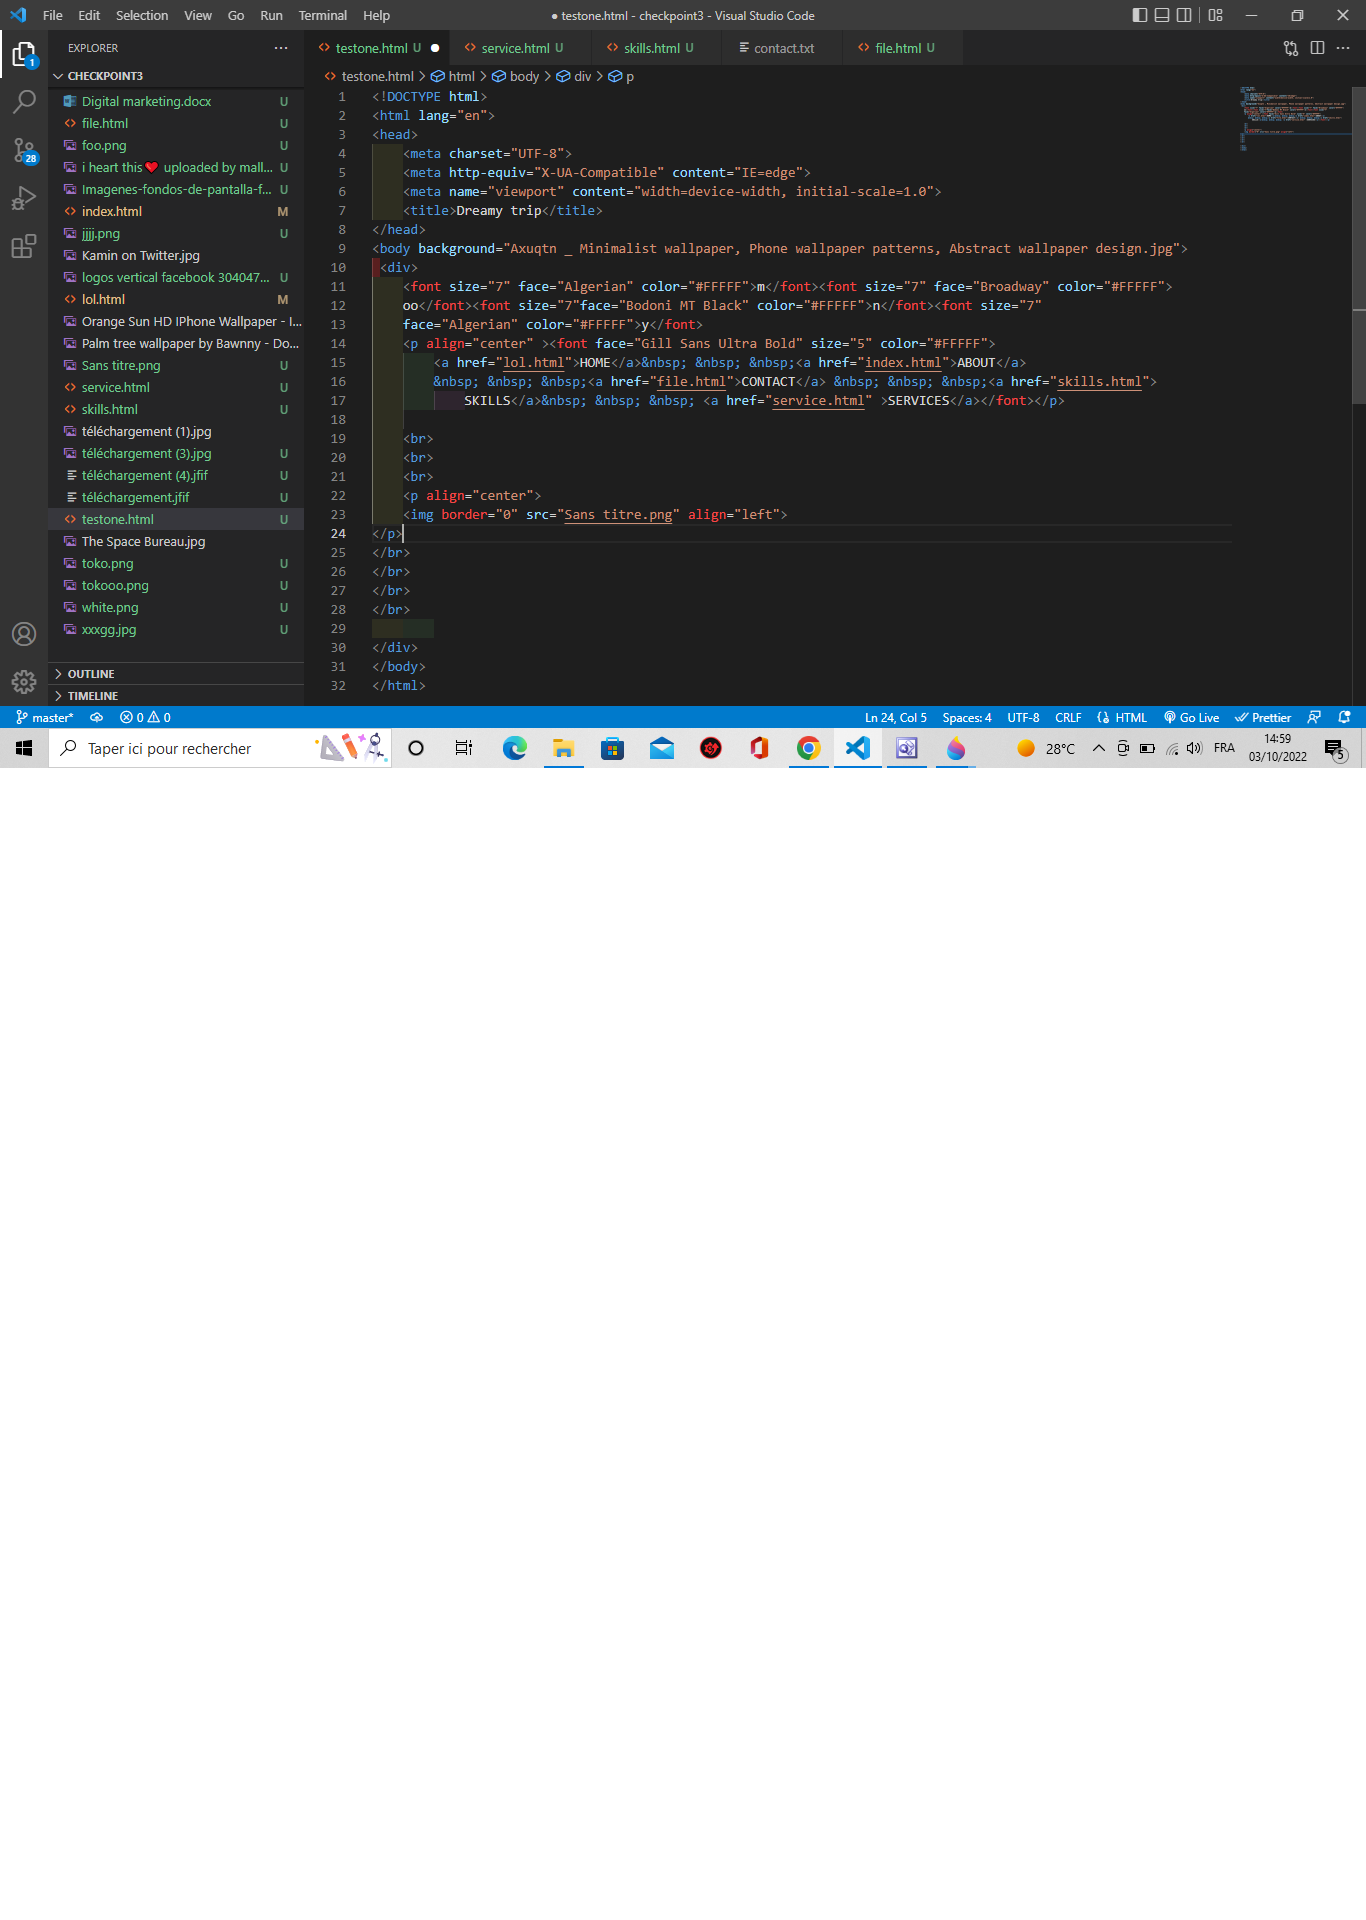 File Edit Selection View Go Run Terminal Help ● testone.html - checkpoint3 - Visual Studio Code
EXPLORER ···
testone.html U ● service.html U skills.html U contact.txt file.html U ···
CHECKPOINT3
testone.html > html > body > div > p
Digital marketing.docx U
file.html U
foo.png U
i heart this❤️ uploaded by mall... U
Imagenes-fondos-de-pantalla-f... U
index.html M
jjjj.png U
Kamin on Twitter.jpg
logos vertical facebook 304047... U
lol.html M
Orange Sun HD IPhone Wallpaper - I...
Palm tree wallpaper by Bawnny - Do...
Sans titre.png U
service.html U
skills.html U
téléchargement (1).jpg
téléchargement (3).jpg U
téléchargement (4).jfif U
téléchargement.jfif U
testone.html U
The Space Bureau.jpg
toko.png U
tokooo.png U
white.png U
xxxgg.jpg U
OUTLINE
TIMELINE
1 <!DOCTYPE html>
2 <html lang="en">
3 <head>
4 <meta charset="UTF-8">
5 <meta http-equiv="X-UA-Compatible" content="IE=edge">
6 <meta name="viewport" content="width=device-width, initial-scale=1.0">
7 <title>Dreamy trip</title>
8 </head>
9 <body background="Axuqtn _ Minimalist wallpaper, Phone wallpaper patterns, Abstract wallpaper design.jpg">
10 <div>
11 <font size="7" face="Algerian" color="#FFFFF">m</font><font size="7" face="Broadway" color="#FFFFF">
12 oo</font><font size="7"face="Bodoni MT Black" color="#FFFFF">n</font><font size="7"
13 face="Algerian" color="#FFFFF">y</font>
14 <p align="center" ><font face="Gill Sans Ultra Bold" size="5" color="#FFFFF">
15 <a href="lol.html">HOME</a>&nbsp; &nbsp; &nbsp;<a href="index.html">ABOUT</a>
16 &nbsp; &nbsp; &nbsp;<a href="file.html">CONTACT</a> &nbsp; &nbsp; &nbsp;<a href="skills.html">
17 SKILLS</a>&nbsp; &nbsp; &nbsp; <a href="service.html" >SERVICES</a></font></p>
18
19 <br>
20 <br>
21 <br>
22 <p align="center">
23 <img border="0" src="Sans titre.png" align="left">
24 </p>
25 </br>
26 </br>
27 </br>
28 </br>
29
30 </div>
31 </body>
32 </html>
1
28
master* 0 0 Ln 24, Col 5 Spaces: 4 UTF-8 CRLF HTML Go Live Prettier
Taper ici pour rechercher 28°C FRA 14:59
03/10/2022 5